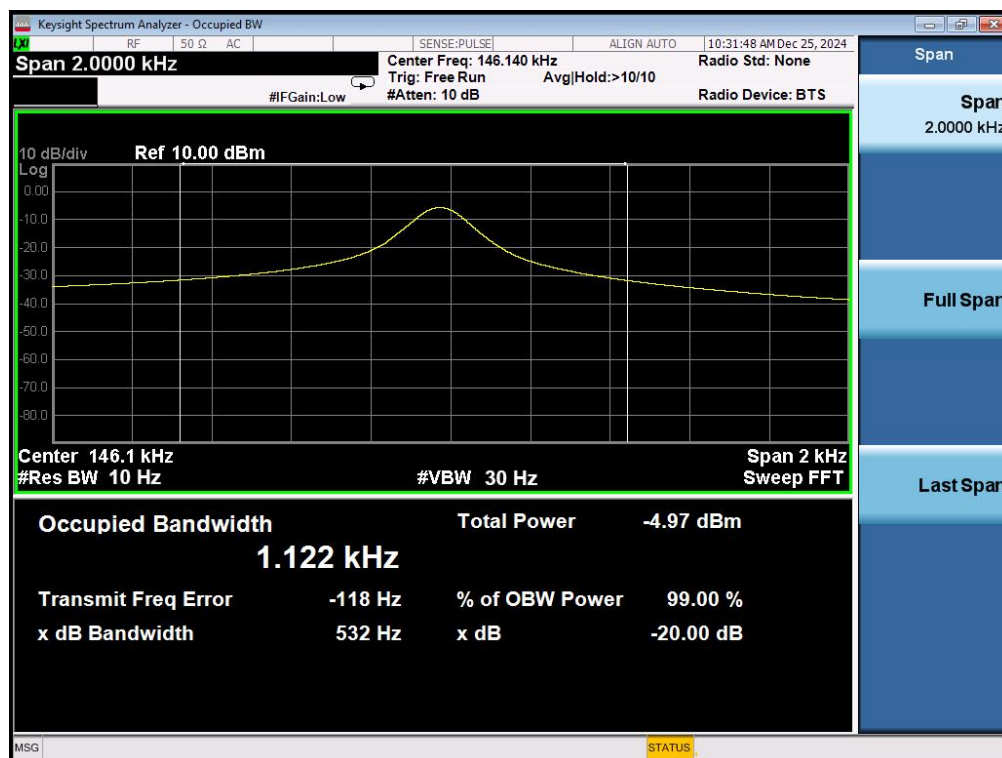 Keysight Spectrum Analyzer - Occupied BW
LXI RF 50 Ω AC SENSE:PULSE ALIGN AUTO 10:31:48 AM Dec 25, 2024
Span 2.0000 kHz
Center Freq: 146.140 kHz Radio Std: None
Trig: Free Run Avg|Hold:>10/10
#IFGain:Low #Atten: 10 dB Radio Device: BTS
10 dB/div Ref 10.00 dBm
Log
0.00
-10.0
-20.0
-30.0
-40.0
-50.0
-60.0
-70.0
-80.0
Center 146.1 kHz Span 2 kHz
#Res BW 10 Hz #VBW 30 Hz Sweep FFT
Occupied Bandwidth Total Power -4.97 dBm
1.122 kHz
Transmit Freq Error -118 Hz % of OBW Power 99.00 %
x dB Bandwidth 532 Hz x dB -20.00 dB
MSG STATUS
Span
Span
2.0000 kHz
Full Span
Last Span